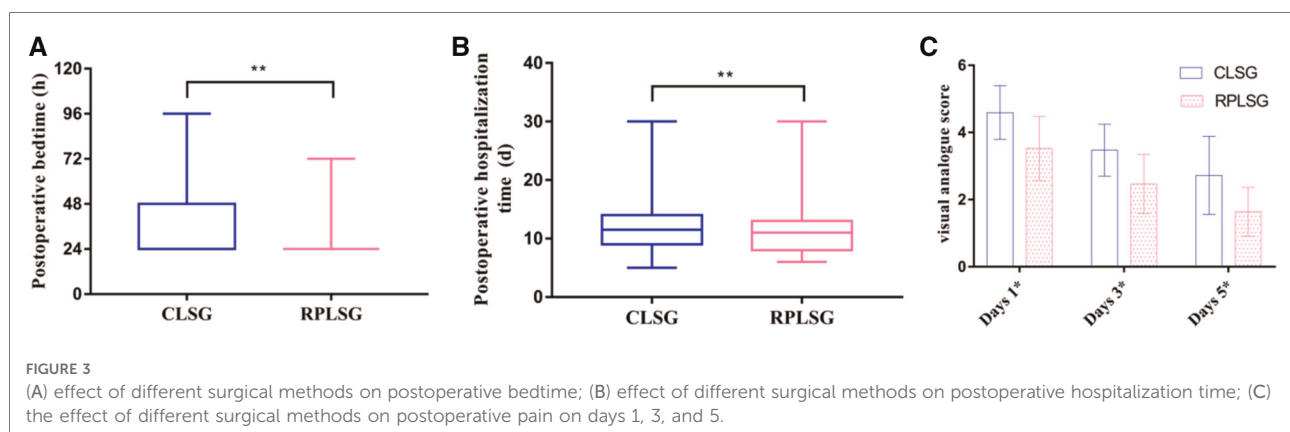 A
Postoperative bedtime (h)
120
96
72
48
24
0
**
CLSG
RPLSG
B
Postoperative hospitalization
time (d)
40
30
20
10
0
**
CLSG
RPLSG
C
visual analogue score
6
4
2
0
CLSG
RPLSG
Days 1*
Days 3*
Days 5*
FIGURE 3
(A) effect of different surgical methods on postoperative bedtime; (B) effect of different surgical methods on postoperative hospitalization time; (C)
the effect of different surgical methods on postoperative pain on days 1, 3, and 5.